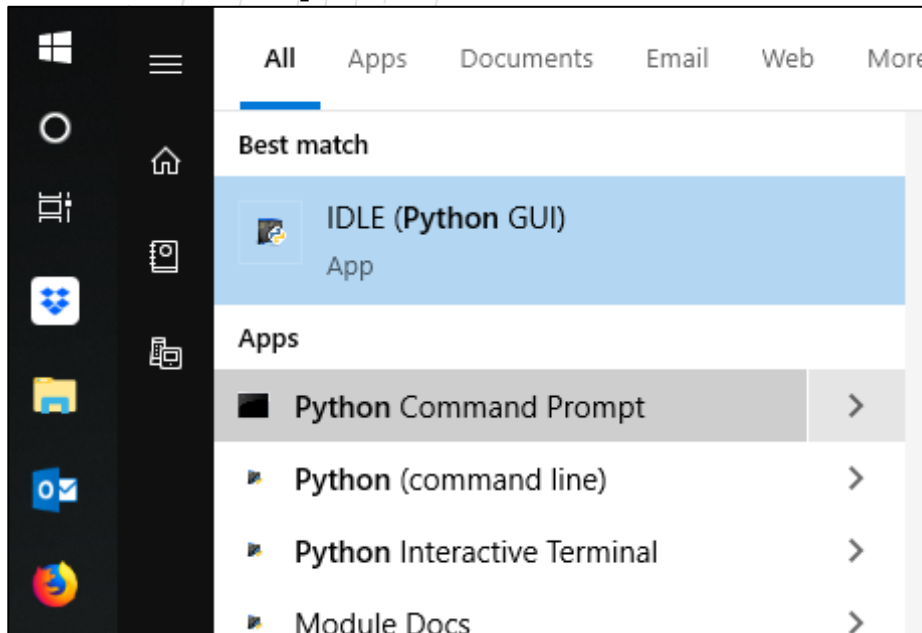 All Apps Documents Email Web More
Best match
IDLE (Python GUI)
App
Apps
Python Command Prompt
Python (command line)
Python Interactive Terminal
Module Docs